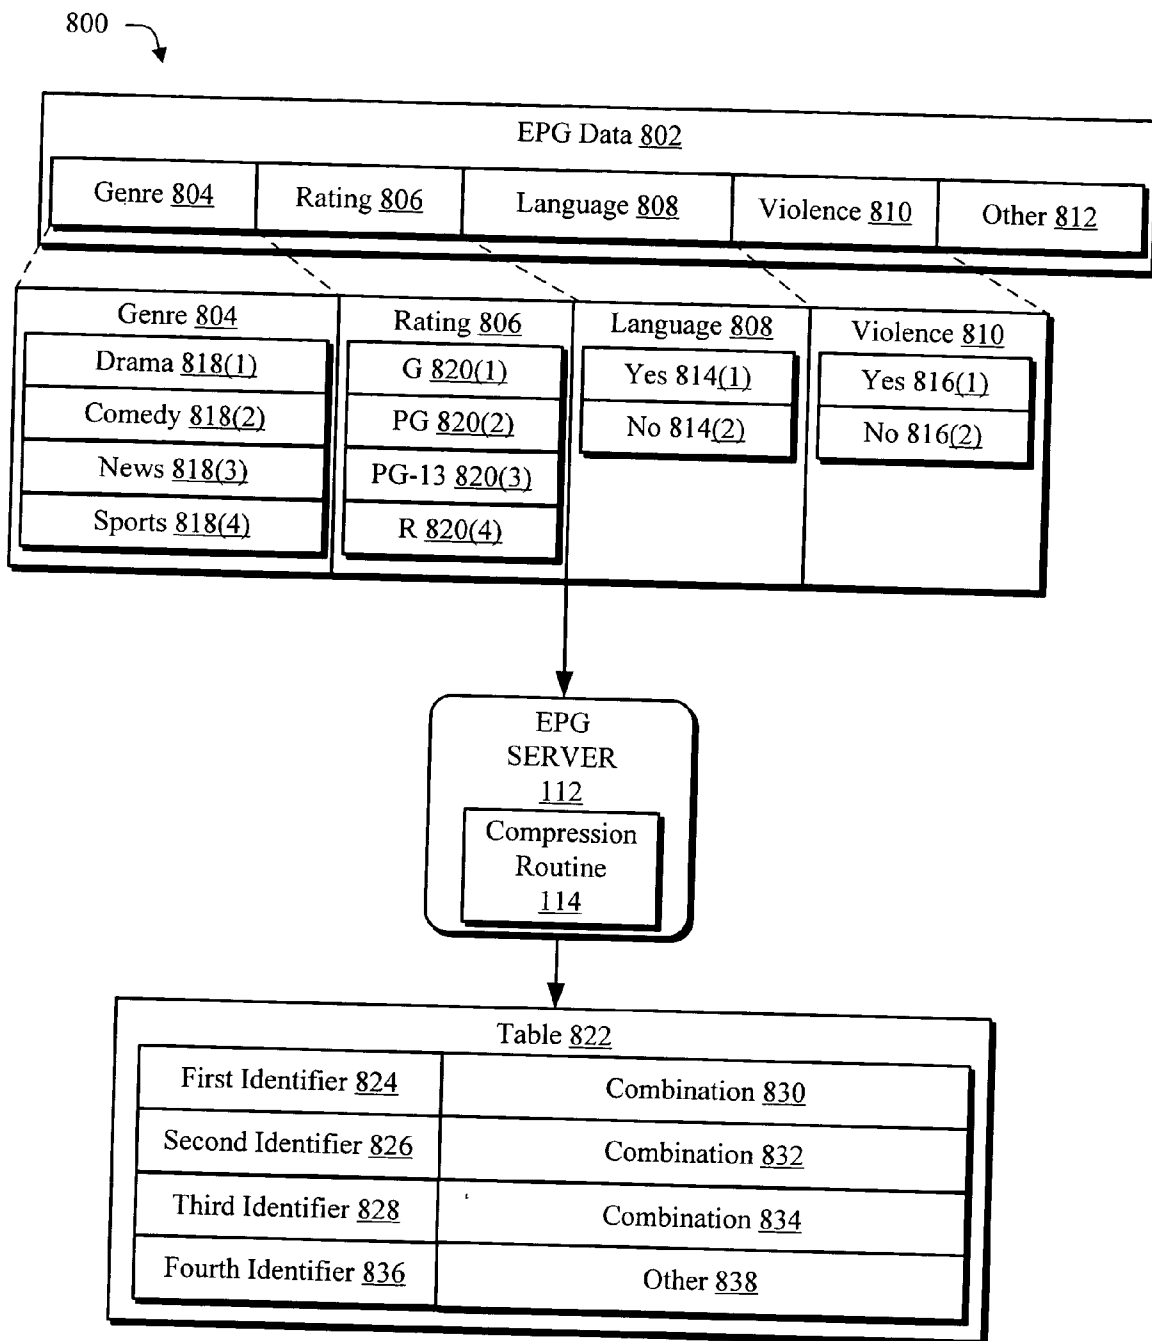 800
EPG Data 802
Genre 804
Rating 806
Language 808
Violence 810
Other 812
Genre 804
Drama 818(1)
Comedy 818(2)
News 818(3)
Sports 818(4)
Rating 806
G 820(1)
PG 820(2)
PG-13 820(3)
R 820(4)
Language 808
Yes 814(1)
No 814(2)
Violence 810
Yes 816(1)
No 816(2)
EPG
SERVER
112
Compression
Routine
114
Table 822
First Identifier 824
Combination 830
Second Identifier 826
Combination 832
Third Identifier 828
Combination 834
Fourth Identifier 836
Other 838